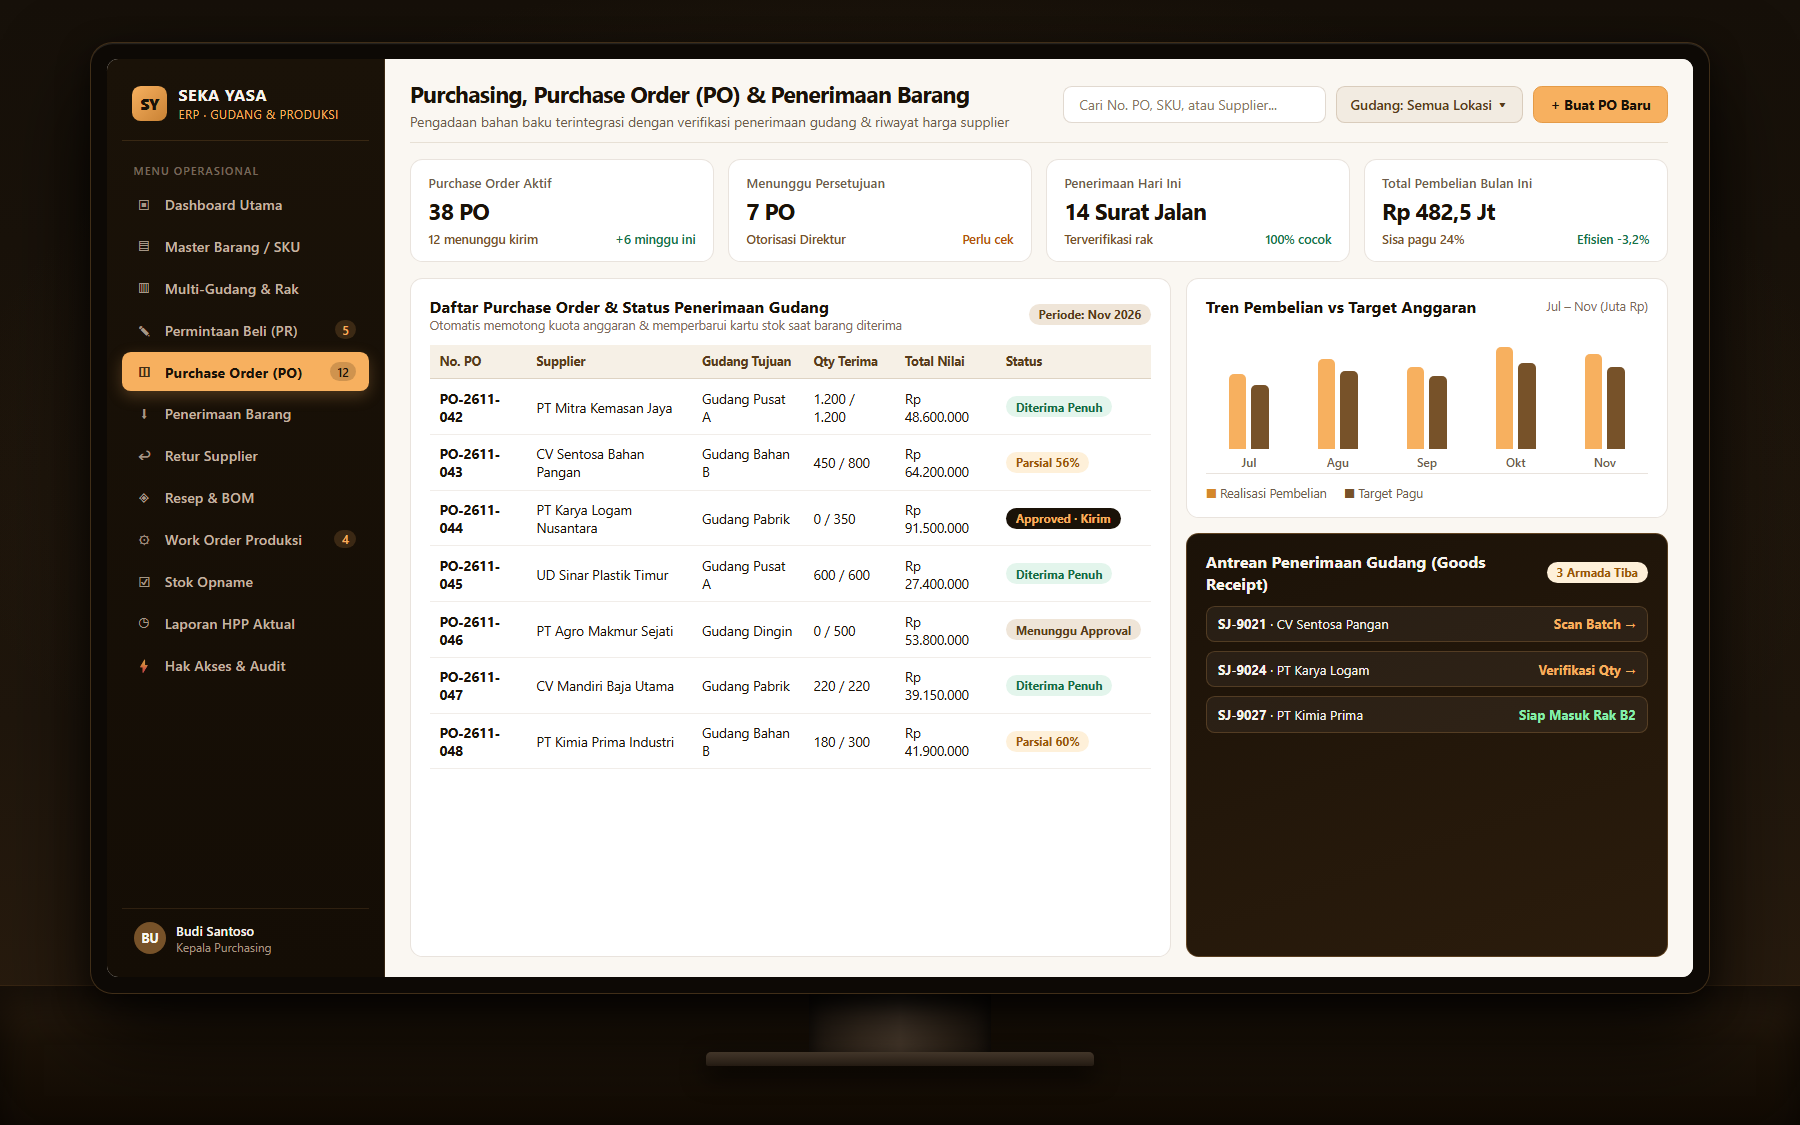 SY
SEKA YASA
ERP · GUDANG & PRODUKSI
MENU OPERASIONAL
Dashboard Utama
Master Barang / SKU
Multi-Gudang & Rak
Permintaan Beli (PR) 5
Purchase Order (PO) 12
Penerimaan Barang
Retur Supplier
Resep & BOM
Work Order Produksi 4
Stok Opname
Laporan HPP Aktual
Hak Akses & Audit
BU
Budi Santoso
Kepala Purchasing
Purchasing, Purchase Order (PO) & Penerimaan Barang
Pengadaan bahan baku terintegrasi dengan verifikasi penerimaan gudang & riwayat harga supplier
Cari No. PO, SKU, atau Supplier...
Gudang: Semua Lokasi ▾
+ Buat PO Baru
Purchase Order Aktif
38 PO
12 menunggu kirim +6 minggu ini
Menunggu Persetujuan
7 PO
Otorisasi Direktur Perlu cek
Penerimaan Hari Ini
14 Surat Jalan
Terverifikasi rak 100% cocok
Total Pembelian Bulan Ini
Rp 482,5 Jt
Sisa pagu 24% Efisien -3,2%
Daftar Purchase Order & Status Penerimaan Gudang
Otomatis memotong kuota anggaran & memperbarui kartu stok saat barang diterima
Periode: Nov 2026
No. PO Supplier Gudang Tujuan Qty Terima Total Nilai Status
PO-2611-
042
PT Mitra Kemasan Jaya
Gudang Pusat
A
1.200 /
1.200
Rp
48.600.000
Diterima Penuh
PO-2611-
043
CV Sentosa Bahan
Pangan
Gudang Bahan
B
450 / 800
Rp
64.200.000
Parsial 56%
PO-2611-
044
PT Karya Logam
Nusantara
Gudang Pabrik
0 / 350
Rp
91.500.000
Approved · Kirim
PO-2611-
045
UD Sinar Plastik Timur
Gudang Pusat
A
600 / 600
Rp
27.400.000
Diterima Penuh
PO-2611-
046
PT Agro Makmur Sejati
Gudang Dingin
0 / 500
Rp
53.800.000
Menunggu Approval
PO-2611-
047
CV Mandiri Baja Utama
Gudang Pabrik
220 / 220
Rp
39.150.000
Diterima Penuh
PO-2611-
048
PT Kimia Prima Industri
Gudang Bahan
B
180 / 300
Rp
41.900.000
Parsial 60%
Tren Pembelian vs Target Anggaran
Jul – Nov (Juta Rp)
Jul Agu Sep Okt Nov
Realisasi Pembelian Target Pagu
Antrean Penerimaan Gudang (Goods
Receipt)
3 Armada Tiba
SJ-9021 · CV Sentosa Pangan Scan Batch →
SJ-9024 · PT Karya Logam Verifikasi Qty →
SJ-9027 · PT Kimia Prima Siap Masuk Rak B2